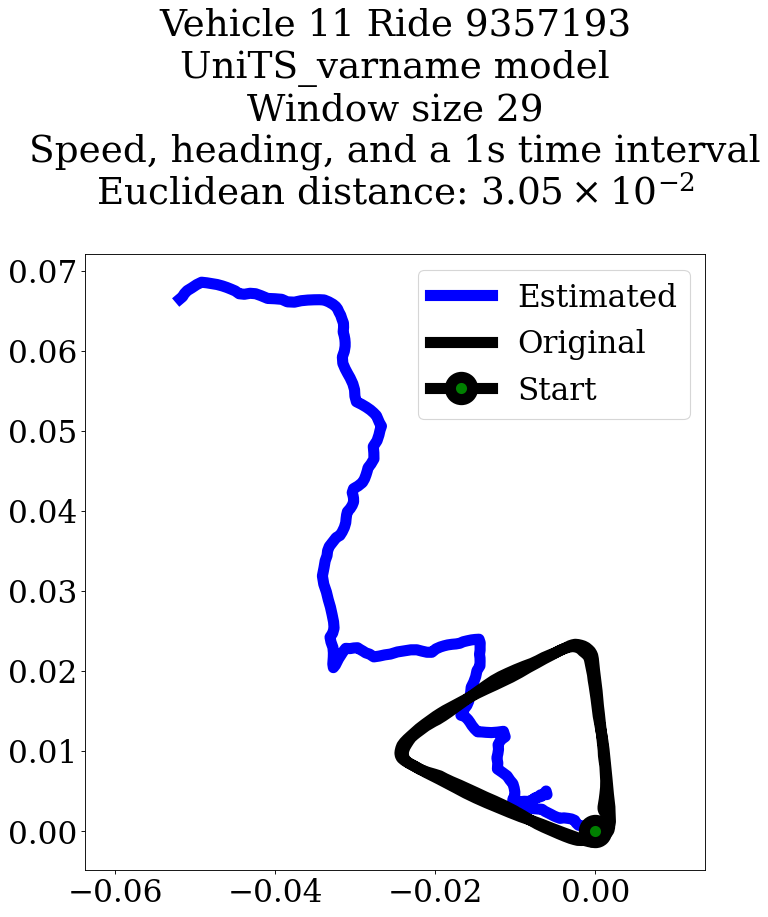 Vehicle 11 Ride 9357193
UniTS_varname model
Window size 29
Speed, heading, and a 1s time interval
Euclidean distance: 3.05 × 10⁻²
Estimated
Original
Start
0.07
0.06
0.05
0.04
0.03
0.02
0.01
0.00
−0.06 −0.04 −0.02 0.00